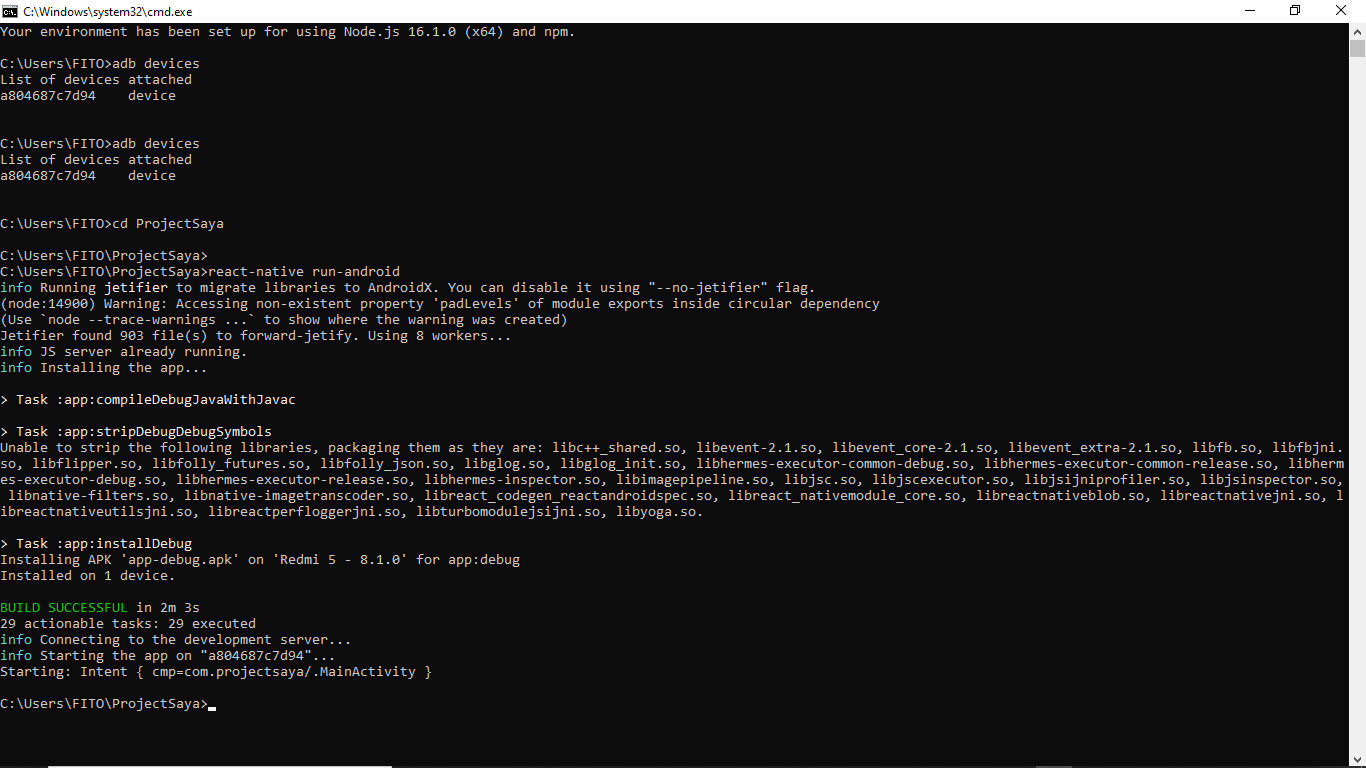 C:\Windows\system32\cmd.exe
Your environment has been set up for using Node.js 16.1.0 (x64) and npm.
C:\Users\FITO>adb devices
List of devices attached
a804687c7d94    device
C:\Users\FITO>adb devices
List of devices attached
a804687c7d94    device
C:\Users\FITO>cd ProjectSaya
C:\Users\FITO\ProjectSaya>
C:\Users\FITO\ProjectSaya>react-native run-android
info Running jetifier to migrate libraries to AndroidX. You can disable it using "--no-jetifier" flag.
(node:14900) Warning: Accessing non-existent property 'padLevels' of module exports inside circular dependency
(Use `node --trace-warnings ...` to show where the warning was created)
Jetifier found 903 file(s) to forward-jetify. Using 8 workers...
info JS server already running.
info Installing the app...
> Task :app:compileDebugJavaWithJavac
> Task :app:stripDebugDebugSymbols
Unable to strip the following libraries, packaging them as they are: libc++_shared.so, libevent-2.1.so, libevent_core-2.1.so, libevent_extra-2.1.so, libfb.so, libfbjni.
so, libflipper.so, libfolly_futures.so, libfolly_json.so, libglog.so, libglog_init.so, libhermes-executor-common-debug.so, libhermes-executor-common-release.so, libherm
es-executor-debug.so, libhermes-executor-release.so, libhermes-inspector.so, libimagepipeline.so, libjsc.so, libjscexecutor.so, libjsijniprofiler.so, libjsinspector.so,
 libnative-filters.so, libnative-imagetranscoder.so, libreact_codegen_reactandroidspec.so, libreact_nativemodule_core.so, libreactnativeblob.so, libreactnativejni.so, l
ibreactnativeutilsjni.so, libreactperfloggerjni.so, libturbomodulejsijni.so, libyoga.so.
> Task :app:installDebug
Installing APK 'app-debug.apk' on 'Redmi 5 - 8.1.0' for app:debug
Installed on 1 device.
BUILD SUCCESSFUL in 2m 3s
29 actionable tasks: 29 executed
info Connecting to the development server...
info Starting the app on "a804687c7d94"...
Starting: Intent { cmp=com.projectsaya/.MainActivity }
C:\Users\FITO\ProjectSaya>